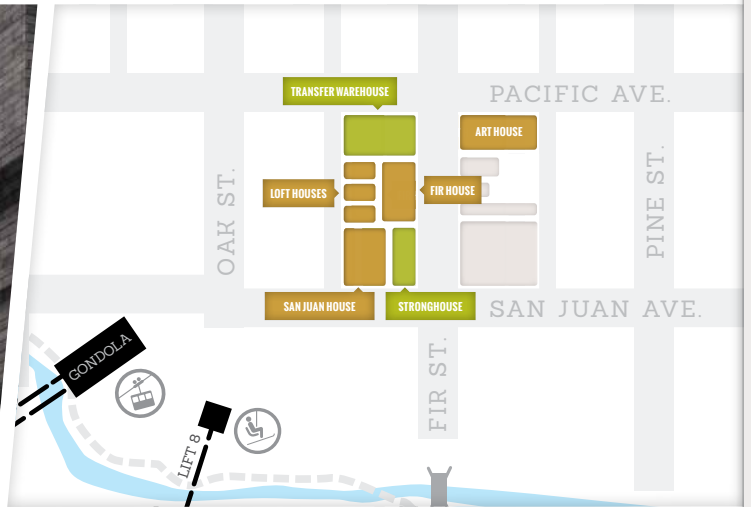 TRANSFER WAREHOUSE
PACIFIC AVE.
ART HOUSE
LOFT HOUSES
FIR HOUSE
OAK ST.
PINE ST.
SAN JUAN HOUSE
STRONGHOUSE
SAN JUAN AVE.
FIR ST.
GONDOLA
LIFT 8